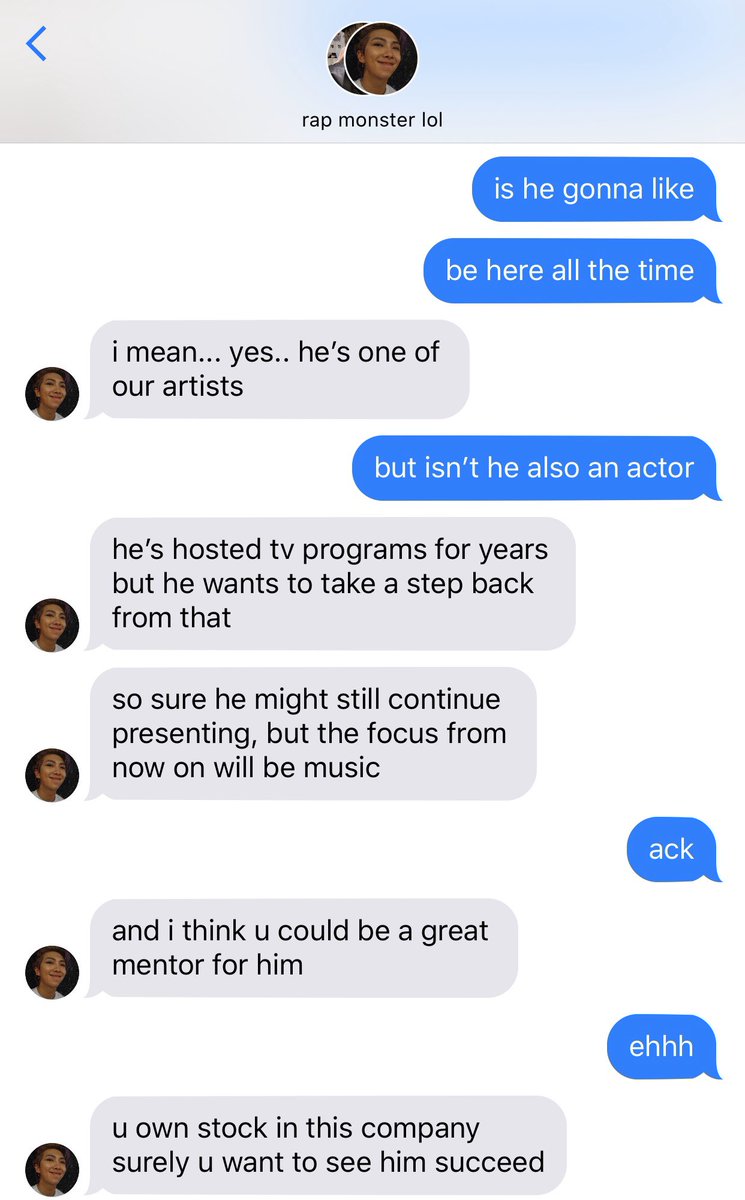 rap monster lol
is he gonna like
be here all the time
i mean... yes.. he’s one of
our artists
but isn’t he also an actor
he’s hosted tv programs for years
but he wants to take a step back
from that
so sure he might still continue
presenting, but the focus from
now on will be music
ack
and i think u could be a great
mentor for him
ehhh
u own stock in this company
surely u want to see him succeed